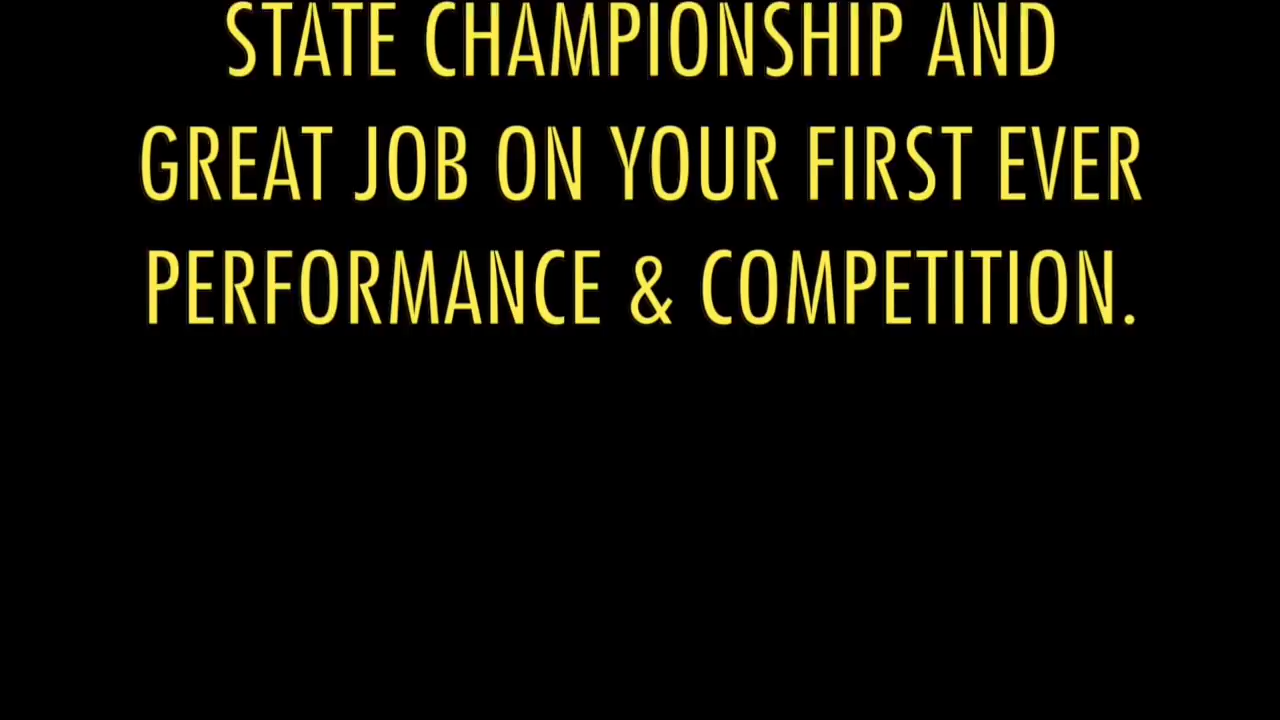 STATE CHAMPIONSHIP AND
GREAT JOB ON YOUR FIRST EVER
PERFORMANCE & COMPETITION.